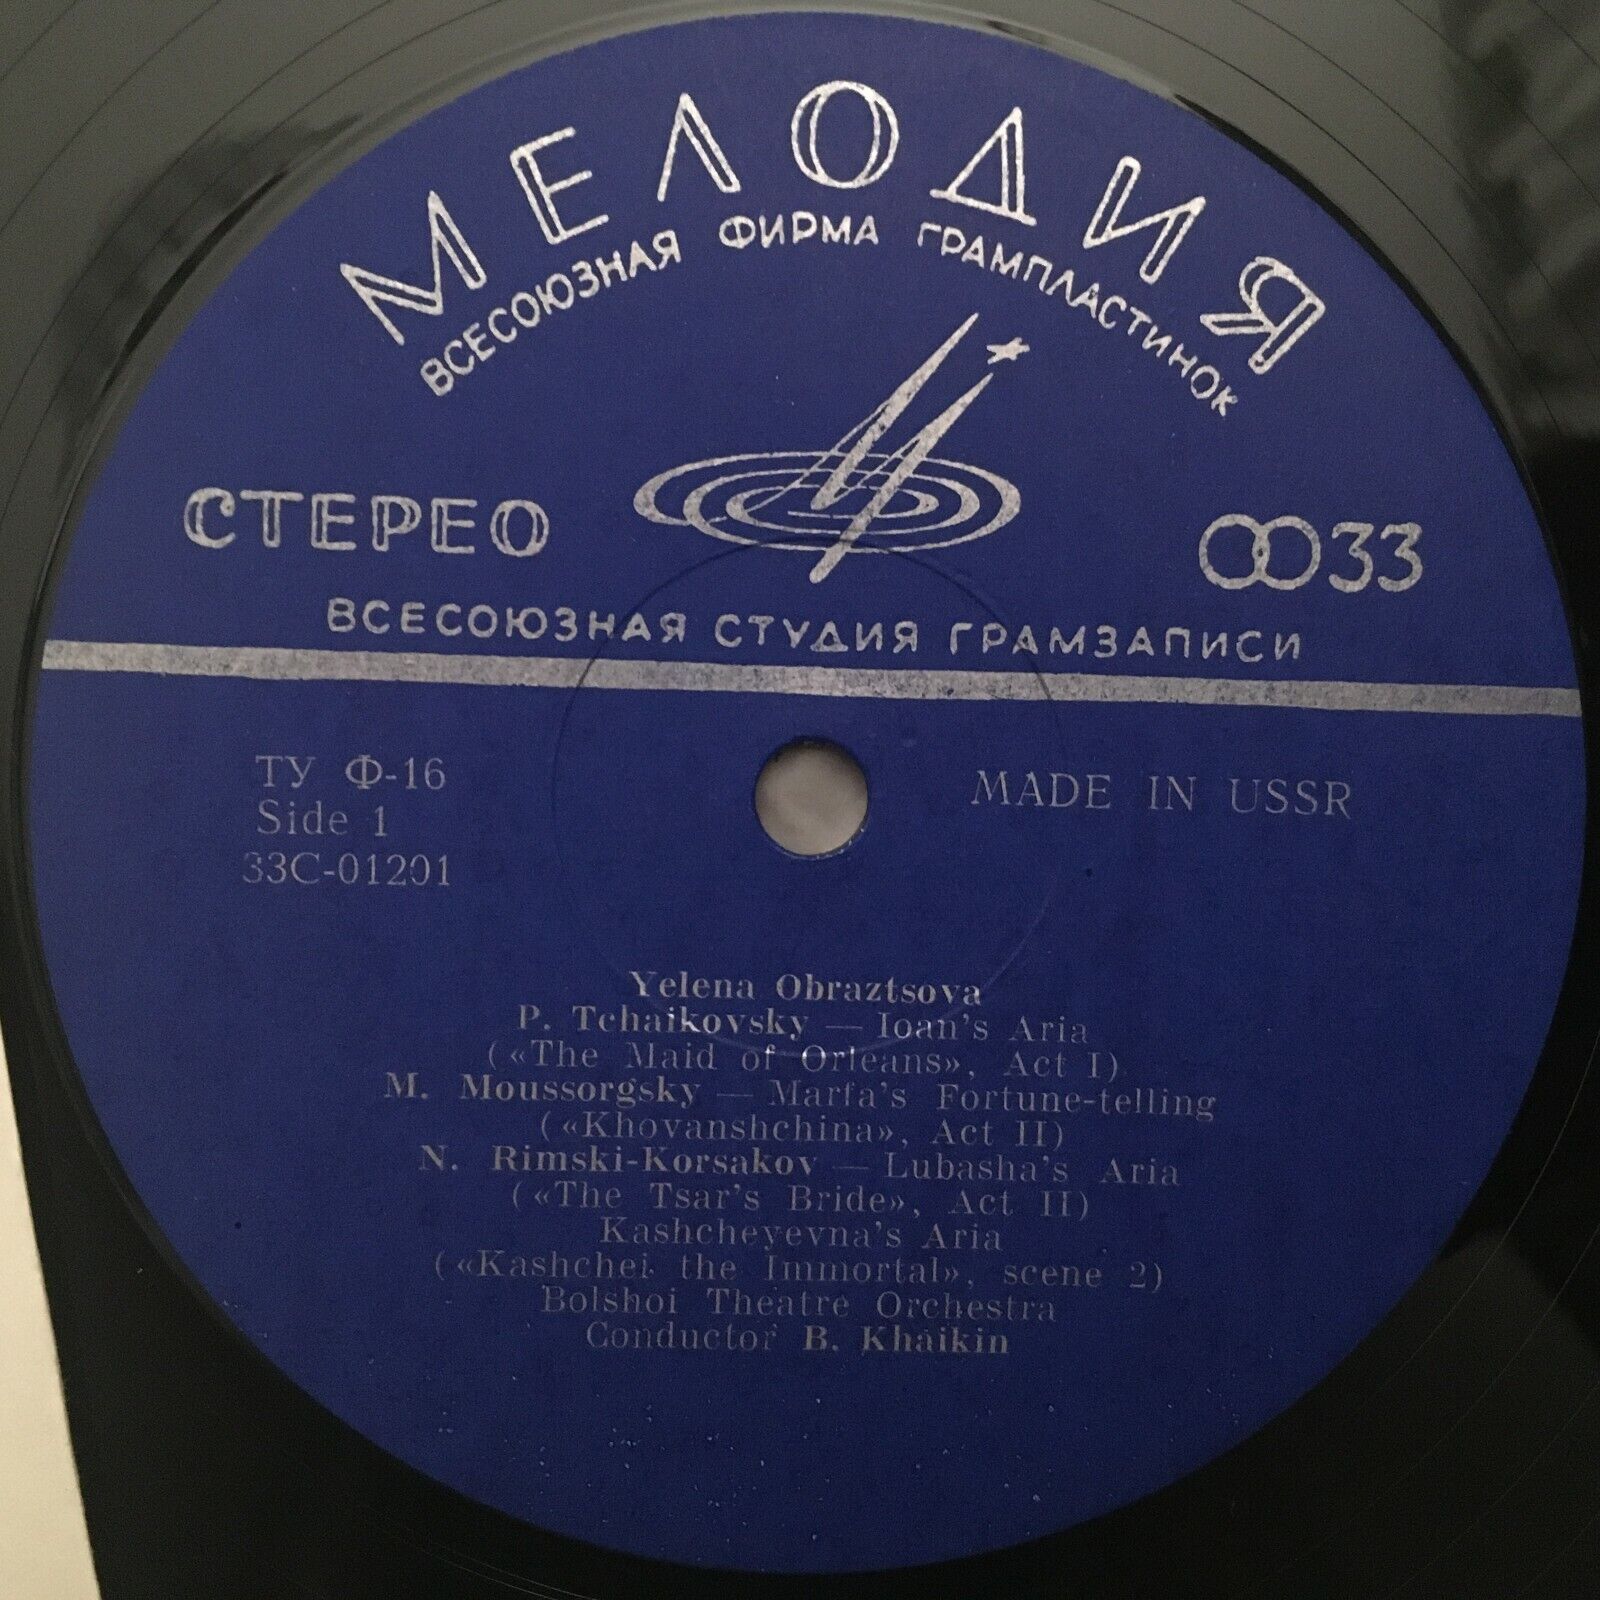 МЕЛОДИЯ
ВСЕСОЮЗНАЯ ФИРМА ГРАМПЛАСТИНОК
СТЕРЕО
33
ВСЕСОЮЗНАЯ СТУДИЯ ГРАМЗАПИСИ
ТУ Ф-16
Side 1
33С-01201
MADE IN USSR
Yelena Obraztsova
P. Tchaikovsky — Ioan's Aria
(«The Maid of Orleans», Act I)
M. Moussorgsky — Marfa's Fortune-telling
(«Khovanshchina», Act II)
N. Rimski-Korsakov — Lubasha's Aria
(«The Tsar's Bride», Act II)
Kashcheyevna's Aria
(«Kashchei the Immortal», scene 2)
Bolshoi Theatre Orchestra
Conductor B. Khaikin